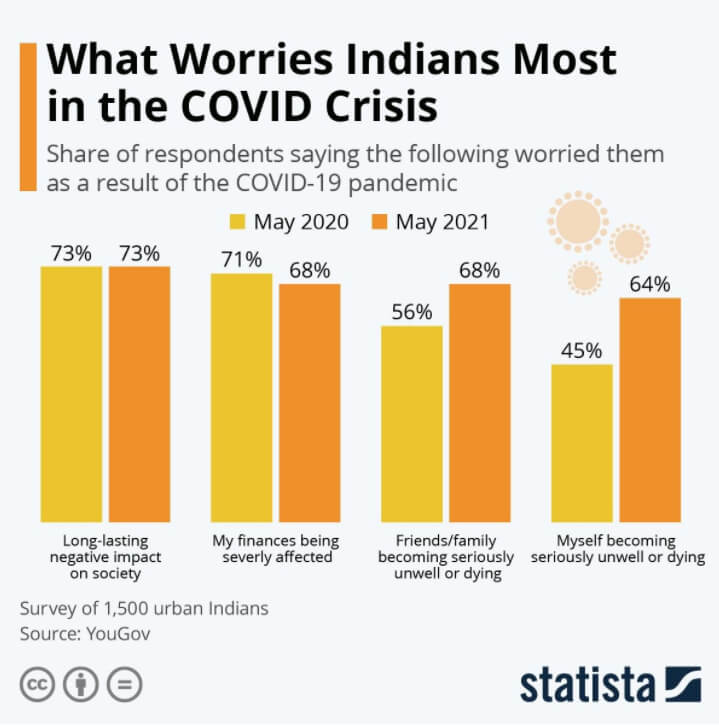 What Worries Indians Most
in the COVID Crisis
Share of respondents saying the following worried them
as a result of the COVID-19 pandemic
May 2020 May 2021
73% 73% 71% 68% 56% 68% 45% 64%
Long-lasting
negative impact
on society
My finances being
severly affected
Friends/family
becoming seriously
unwell or dying
Myself becoming
seriously unwell or dying
Survey of 1,500 urban Indians
Source: YouGov
cc
statista